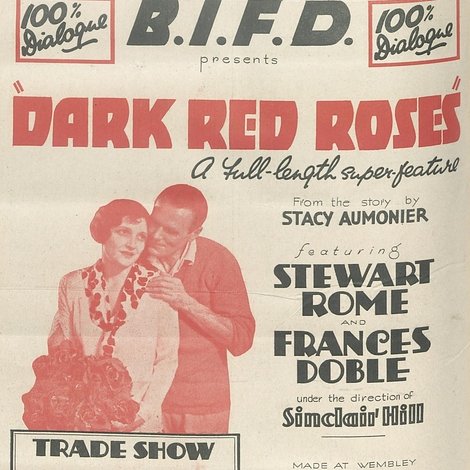 100%
Dialogue
B.I.F.D.
100%
Dialogue
presents
"DARK RED ROSES"
A full-length super-feature
From the story by
STACY AUMONIER
featuring
STEWART
ROME
AND
FRANCES
DOBLE
under the direction of
Sinclair Hill
TRADE SHOW
MADE AT WEMBLEY